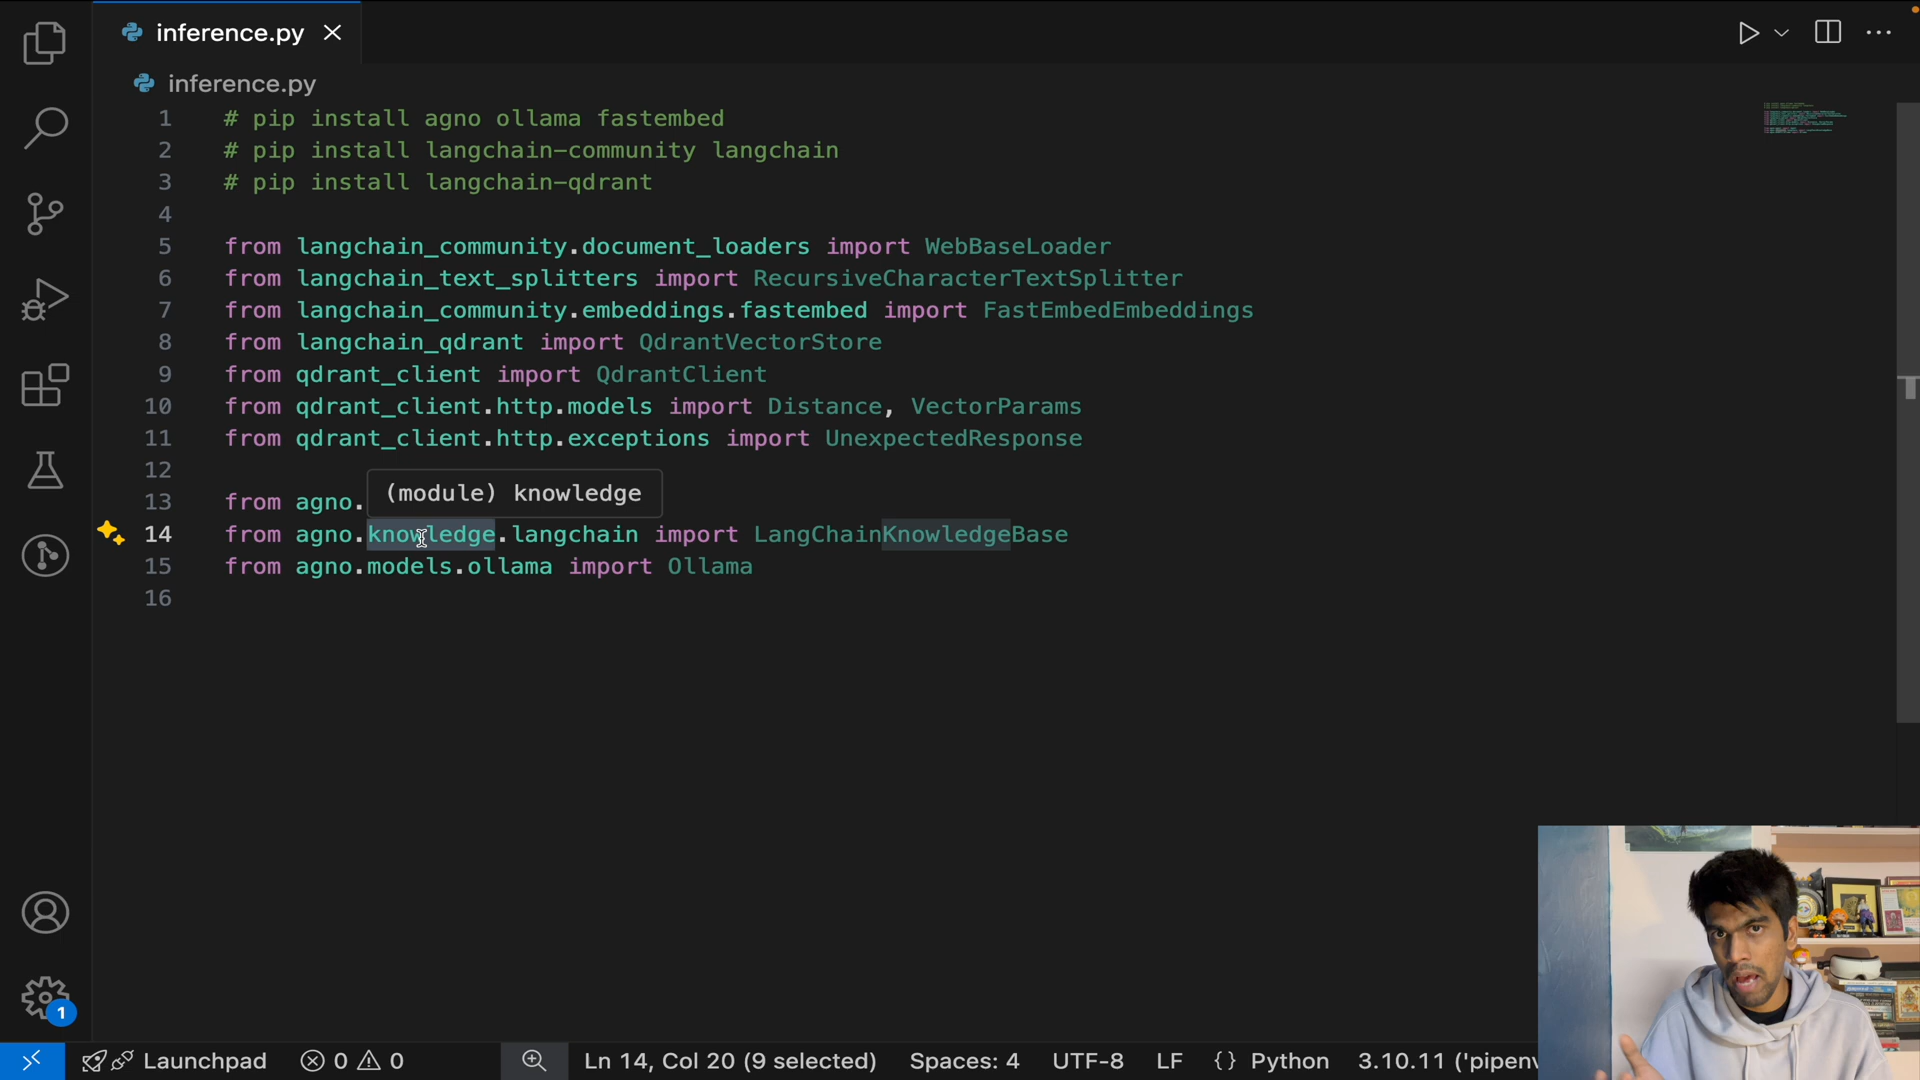 inference.py
inference.py
1 # pip install agno ollama fastembed
2 # pip install langchain-community langchain
3 # pip install langchain-qdrant
4
5 from langchain_community.document_loaders import WebBaseLoader
6 from langchain_text_splitters import RecursiveCharacterTextSplitter
7 from langchain_community.embeddings.fastembed import FastEmbedEmbeddings
8 from langchain_qdrant import QdrantVectorStore
9 from qdrant_client import QdrantClient
10 from qdrant_client.http.models import Distance, VectorParams
11 from qdrant_client.http.exceptions import UnexpectedResponse
12
(module) knowledge
13 from agno.
14 from agno.knowledge.langchain import LangChainKnowledgeBase
15 from agno.models.ollama import Ollama
16
1
Launchpad 0 0 Ln 14, Col 20 (9 selected) Spaces: 4 UTF-8 LF {} Python 3.10.11 ('pipenv